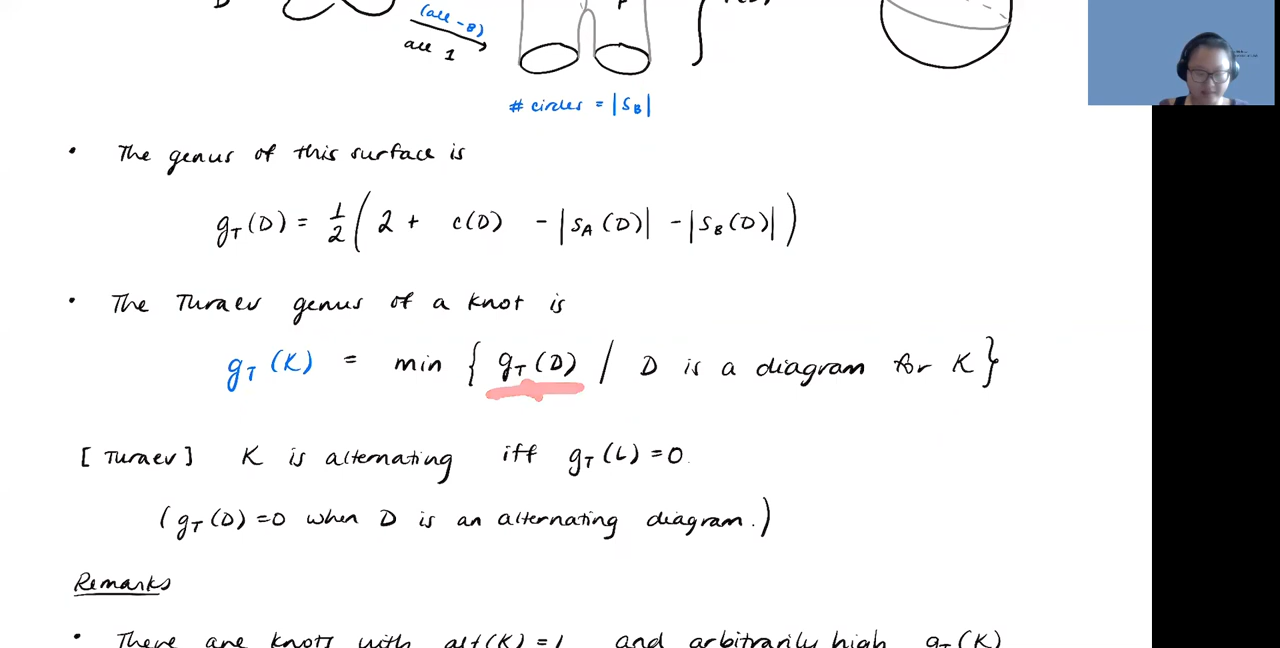 (all -B)
all 1
# circles = |S_B|
• The genus of this surface is
g_T(D) = 1/2 ( 2 + c(D) - |S_A(D)| - |S_B(D)| )
• The Turaev genus of a knot is
g_T(K) = min { g_T(D) / D is a diagram for K }
[Turaev] K is alternating iff g_T(L) = 0.
( g_T(D) = 0 when D is an alternating diagram. )
Remarks
• There are knots with alt(K) = 1 and arbitrarily high g_T(K)